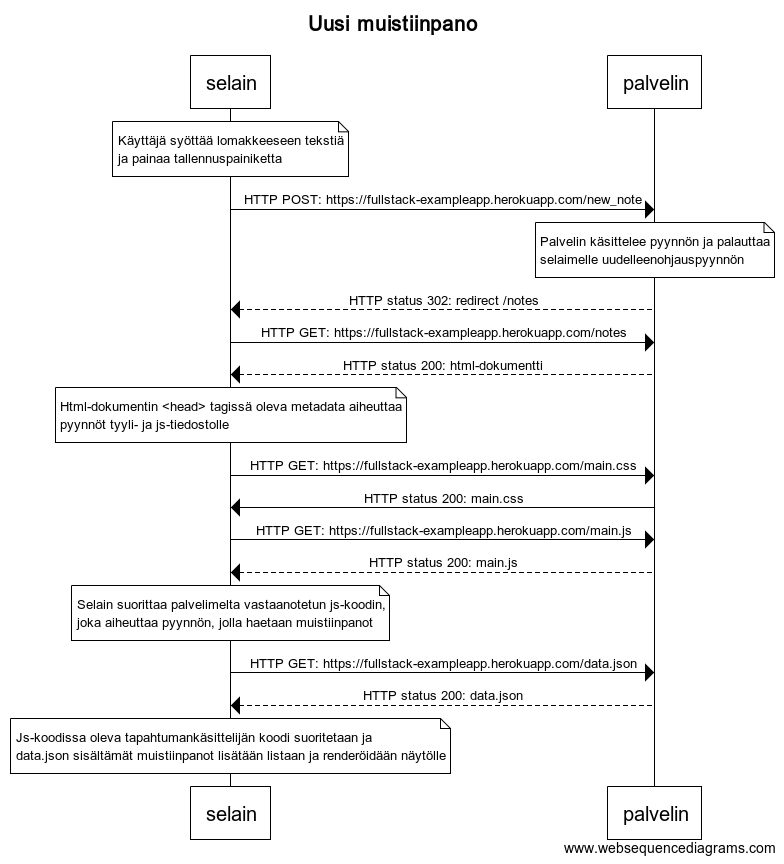 Uusi muistiinpano
selain
palvelin
Käyttäjä syöttää lomakkeeseen tekstiä
ja painaa tallennuspainiketta
HTTP POST: https://fullstack-exampleapp.herokuapp.com/new_note
Palvelin käsittelee pyynnön ja palauttaa
selaimelle uudelleenohjauspyynnön
HTTP status 302: redirect /notes
HTTP GET: https://fullstack-exampleapp.herokuapp.com/notes
HTTP status 200: html-dokumentti
Html-dokumentin <head> tagissä oleva metadata aiheuttaa
pyynnöt tyyli- ja js-tiedostolle
HTTP GET: https://fullstack-exampleapp.herokuapp.com/main.css
HTTP status 200: main.css
HTTP GET: https://fullstack-exampleapp.herokuapp.com/main.js
HTTP status 200: main.js
Selain suorittaa palvelimelta vastaanotetun js-koodin,
joka aiheuttaa pyynnön, jolla haetaan muistiinpanot
HTTP GET: https://fullstack-exampleapp.herokuapp.com/data.json
HTTP status 200: data.json
Js-koodissa oleva tapahtumankäsittelijän koodi suoritetaan ja
data.json sisältämät muistiinpanot lisätään listaan ja renderöidään näytölle
selain
palvelin
www.websequencediagrams.com